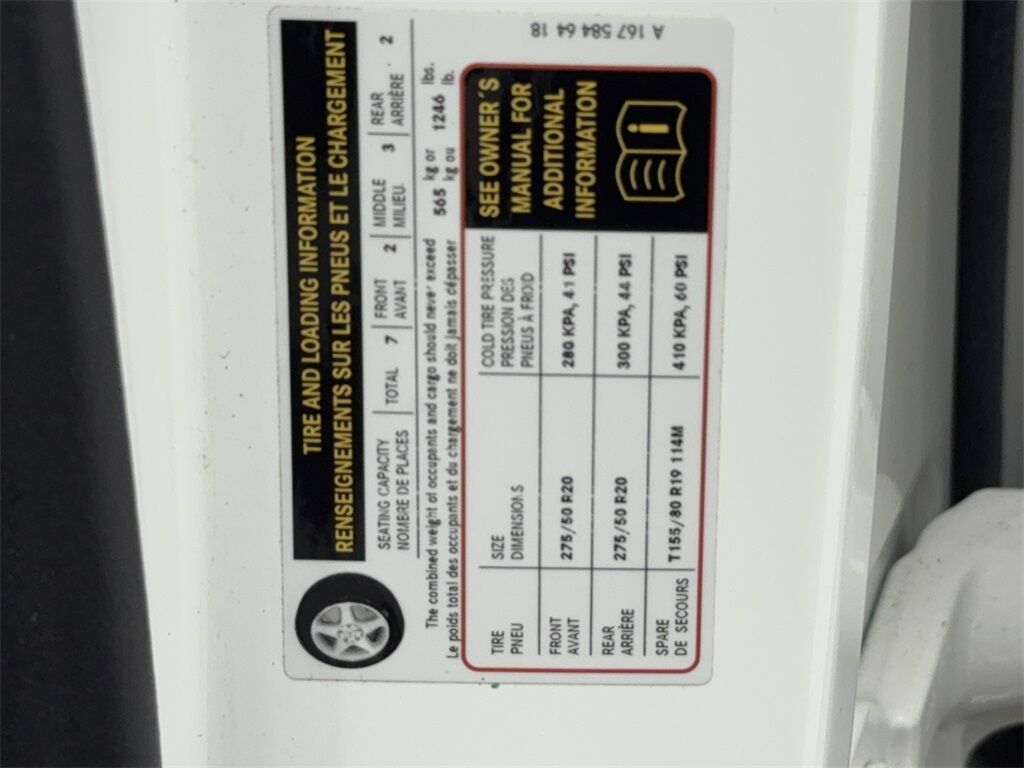 TIRE AND LOADING INFORMATION
RENSEIGNEMENTS SUR LES PNEUS ET LE CHARGEMENT
SEATING CAPACITY TOTAL 7 FRONT 2 MIDDLE 3 REAR 2
NOMBRE DE PLACES AVANT MILIEU ARRIÈRE
The combined weight of occupants and cargo should never exceed 565 kg or 1246 lbs.
Le poids total des occupants et du chargement ne doit jamais dépasser kg ou lb.
TIRE SIZE COLD TIRE PRESSURE
PNEU DIMENSIONS PRESSION DES
PNEUS À FROID
FRONT 275/50 R20 280 KPA, 41 PSI
AVANT
REAR 275/50 R20 300 KPA, 44 PSI
ARRIÈRE
SPARE T155/80 R19 114M 410 KPA, 60 PSI
DE SECOURS
SEE OWNER´S
MANUAL FOR
ADDITIONAL
INFORMATION
i
A 167 584 64 18